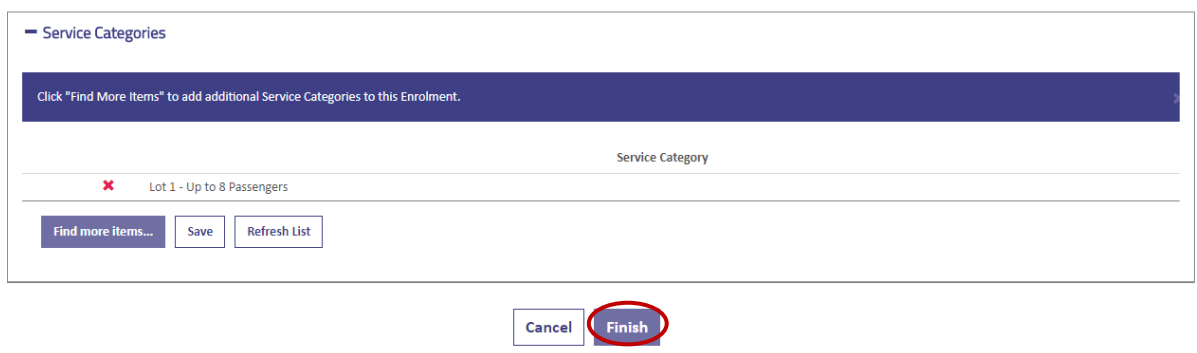 Service Categories
Click "Find More Items" to add additional Service Categories to this Enrolment.
Service Category
Lot 1 - Up to 8 Passengers
Find more items... Save Refresh List
Cancel Finish